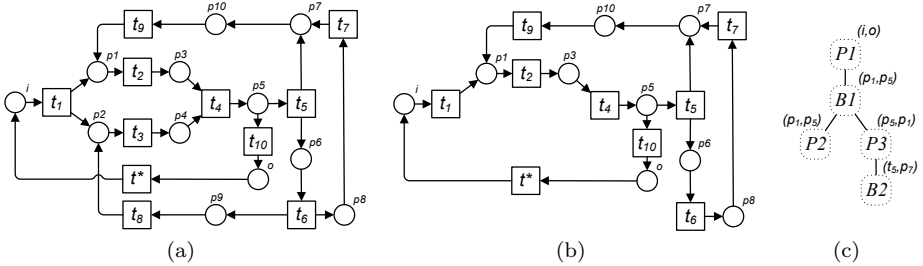 p10 p7
t9 t7
p1 p3
t2
i p5
t1 t4 t5
p2 p4
t3 t10 p6
t* o
p9 p8
t8 t6
(a)
p10 p7
t9 t7
p1 p3
t2
i p5
t1 t4 t5
t10 p6
t* o
p8
t6
(b)
(i,o)
P1
(p1,p5)
B1
(p1,p5) (p5,p1)
P2 P3
(t5,p7)
B2
(c)